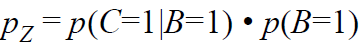 p_Z = p(C=1|B=1) • p(B=1)